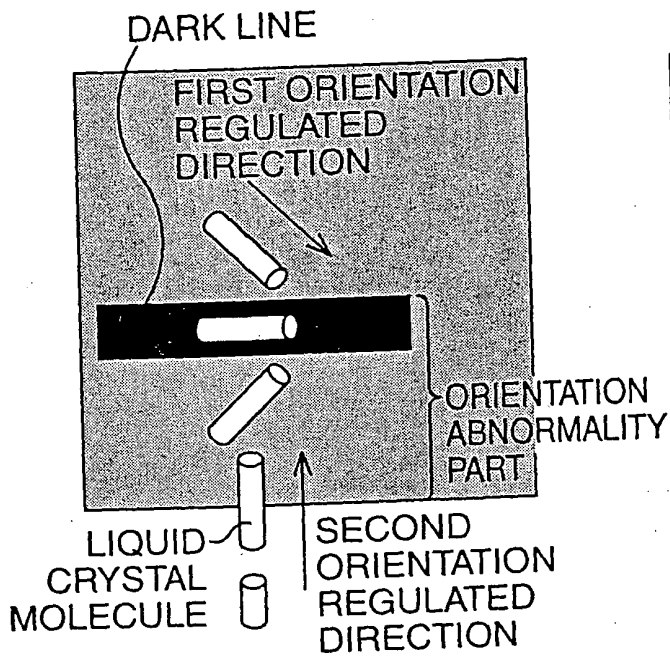 DARK LINE
FIRST ORIENTATION
REGULATED
DIRECTION
ORIENTATION
ABNORMALITY
PART
LIQUID
CRYSTAL
MOLECULE
SECOND
ORIENTATION
REGULATED
DIRECTION